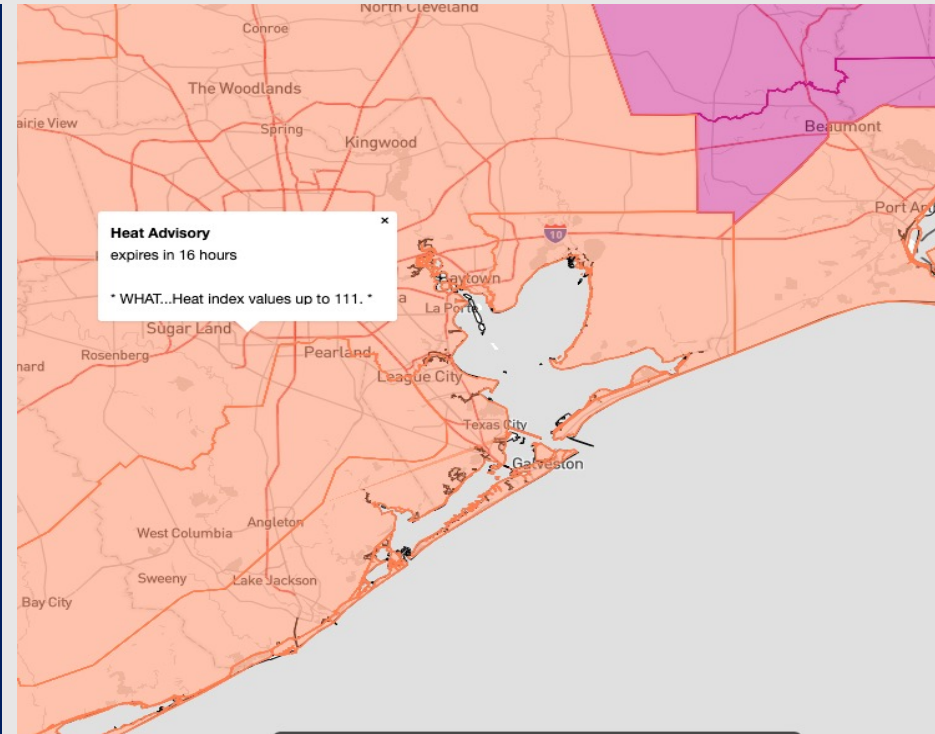 North Cleveland
Conroe
The Woodlands
airie View
Spring
Kingwood
Beaumont
Port Art
10
Heat Advisory
×
expires in 16 hours
* WHAT...Heat index values up to 111. *
Baytown
La Porte
Sugar Land
Rosenberg
Pearland
nard
League City
Texas City
Galveston
Angleton
West Columbia
Sweeny
Lake Jackson
Bay City